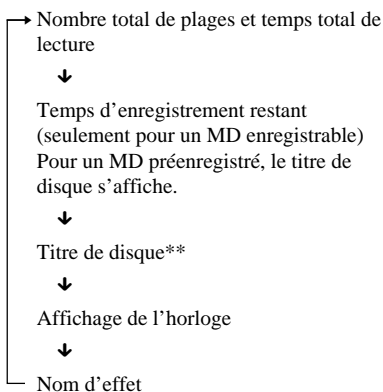 Nombre total de plages et temps total de
lecture
Temps d’enregistrement restant
(seulement pour un MD enregistrable)
Pour un MD préenregistré, le titre de
disque s’affiche.
Titre de disque**
Affichage de l’horloge
Nom d’effet